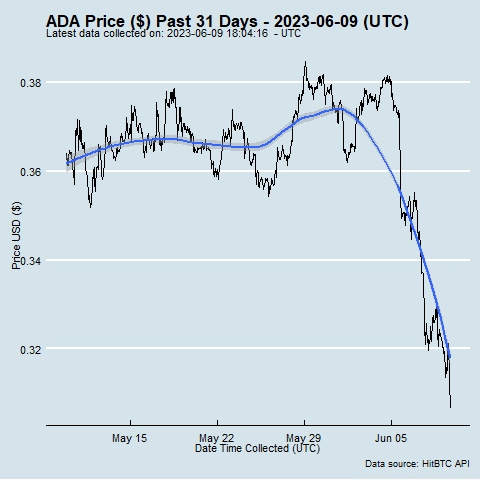 ADA Price ($) Past 31 Days - 2023-06-09 (UTC)
Latest data collected on: 2023-06-09 18:04:16 - UTC
0.38
0.36
0.34
0.32
Price USD ($)
May 15 May 22 May 29 Jun 05
Date Time Collected (UTC)
Data source: HitBTC API